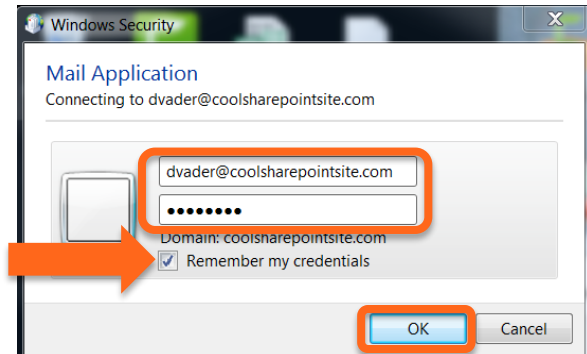 Windows Security
X
Mail Application
Connecting to dvader@coolsharepointsite.com
dvader@coolsharepointsite.com
••••••••
Domain: coolsharepointsite.com
Remember my credentials
OK
Cancel